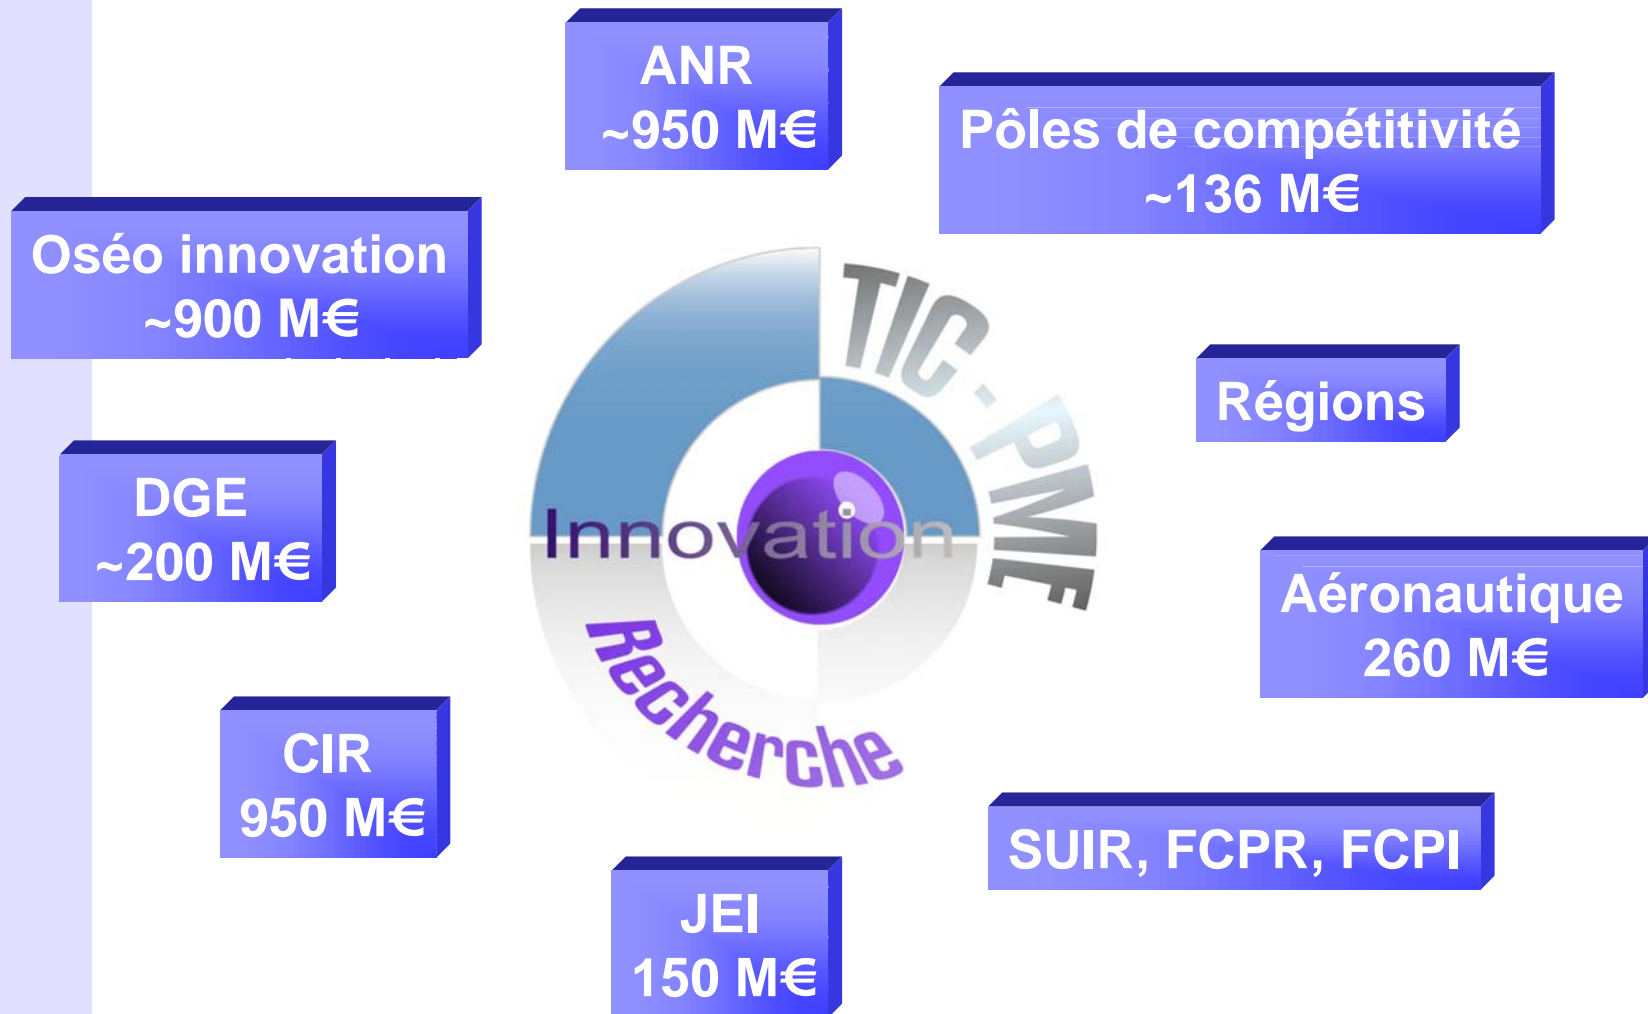 ANR
~950 M€
Pôles de compétitivité
~136 M€
Oséo innovation
~900 M€
TIC - PME
Régions
DGE
~200 M€
Innovation
Aéronautique
260 M€
Recherche
CIR
950 M€
SUIR, FCPR, FCPI
JEI
150 M€